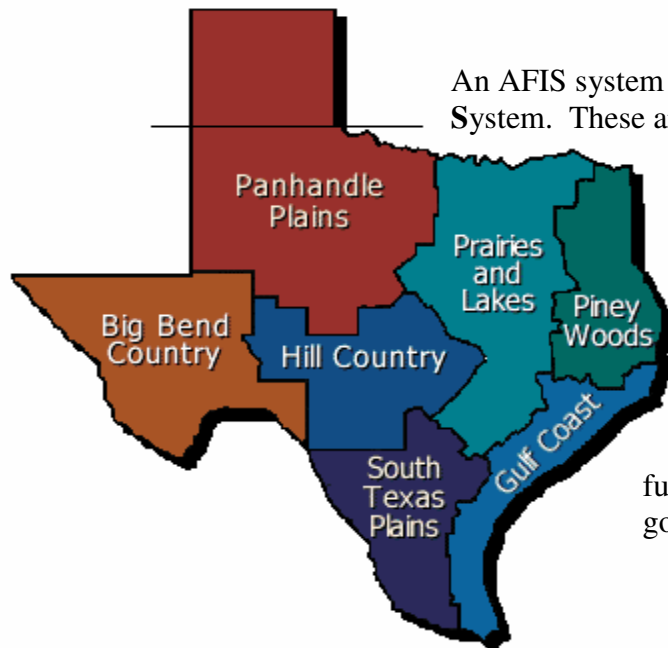 An AFIS system
System. These a
Panhandle
Plains
Prairies
and
Lakes
Piney
Woods
Big Bend
Country
Hill Country
Gulf Coast
South
Texas
Plains
fu
go